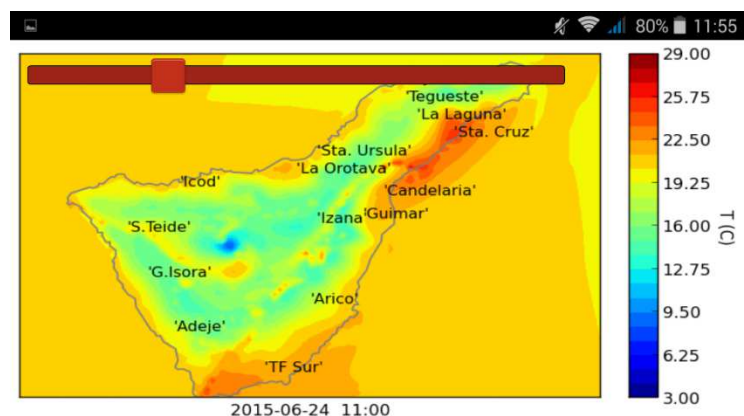 80% 11:55
29.00
'Tegueste'
25.75
'La Laguna'
'Sta. Cruz'
22.50
'Sta. Ursula'
'La Orotava'
'Icod'
19.25
'Candelaria'
'Izana'
'Guimar'
'S.Teide'
16.00
T (C)
'G.Isora'
12.75
'Arico'
9.50
'Adeje'
6.25
'TF Sur'
3.00
2015-06-24 11:00